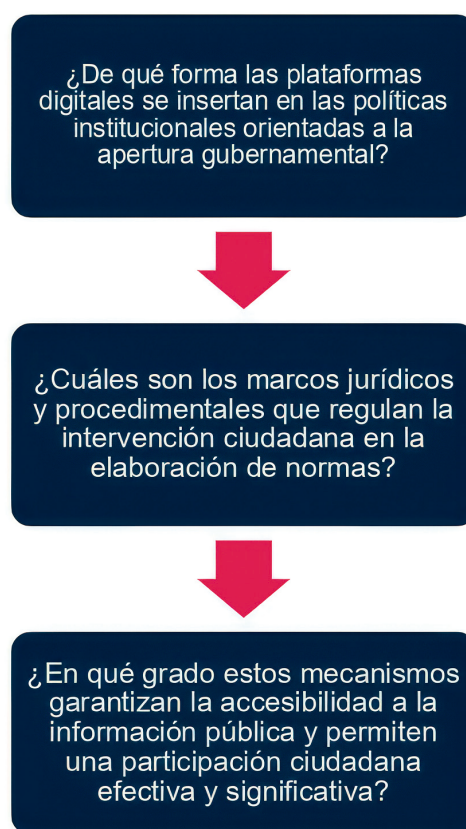 ¿De qué forma las plataformas
digitales se insertan en las políticas
institucionales orientadas a la
apertura gubernamental?
¿Cuáles son los marcos jurídicos
y procedimentales que regulan la
intervención ciudadana en la
elaboración de normas?
¿En qué grado estos mecanismos
garantizan la accesibilidad a la
información pública y permiten
una participación ciudadana
efectiva y significativa?